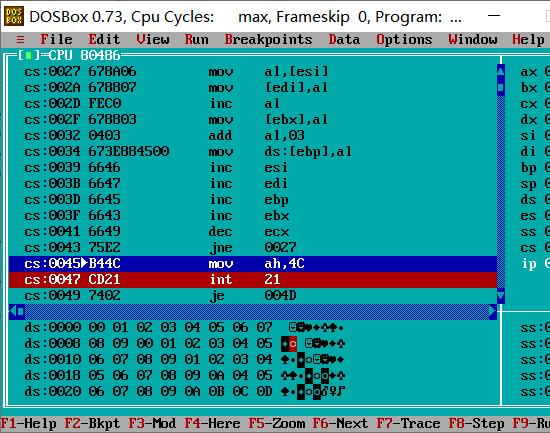 DOSBox 0.73, Cpu Cycles: max, Frameskip 0, Program: ...
≡ File Edit View Run Breakpoints Data Options Window Help
[■]=CPU 80486
cs:0027 678A06 mov al,[esi] ax 0
cs:002A 678807 mov [edi],al bx 0
cs:002D FEC0 inc al cx 0
cs:002F 678803 mov [ebx],al dx 0
cs:0032 0403 add al,03 si 0
cs:0034 673E884500 mov ds:[ebp],al di 0
cs:0039 6646 inc esi bp 0
cs:003B 6647 inc edi sp 0
cs:003D 6645 inc ebp ds 0
cs:003F 6643 inc ebx es 0
cs:0041 6649 dec ecx ss 0
cs:0043 75E2 jne 0027 cs 0
cs:0045►B44C mov ah,4C ip 0
cs:0047 CD21 int 21
cs:0049 7402 je 004D
ds:0000 00 01 02 03 04 05 06 07 ☺☻♥♦♣♠• ss:
ds:0008 08 09 00 01 02 03 04 05 ◘○ ☺☻♥♦♣ ss:
ds:0010 06 07 08 09 01 02 03 04 ♠•◘○☺☻♥♦ ss:
ds:0018 05 06 07 08 09 0A 04 05 ♣♠•◘○◙♦♣ ss:
ds:0020 06 07 08 09 0A 0B 0C 0D ♠•◘○◙♂♀♪ ss:
F1-Help F2-Bkpt F3-Mod F4-Here F5-Zoom F6-Next F7-Trace F8-Step F9-Ru